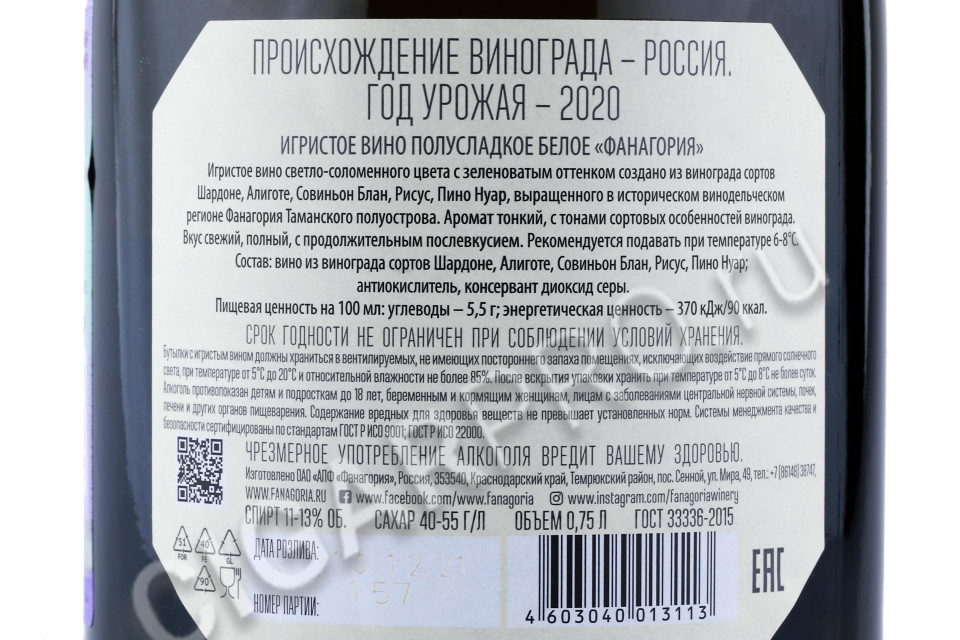 ПРОИСХОЖДЕНИЕ ВИНОГРАДА – РОССИЯ.
ГОД УРОЖАЯ – 2020
ИГРИСТОЕ ВИНО ПОЛУСЛАДКОЕ БЕЛОЕ «ФАНАГОРИЯ»
Игристое вино светло-соломенного цвета с зеленоватым оттенком создано из винограда сортов
Шардоне, Алиготе, Совиньон Блан, Рисус, Пино Нуар, выращенного в историческом винодельческом
регионе Фанагория Таманского полуострова. Аромат тонкий, с тонами сортовых особенностей винограда.
Вкус свежий, полный, с продолжительным послевкусием. Рекомендуется подавать при температуре 6-8°С.
Состав: вино из винограда сортов Шардоне, Алиготе, Совиньон Блан, Рисус, Пино Нуар;
антиокислитель, консервант диоксид серы.
Пищевая ценность на 100 мл: углеводы – 5,5 г; энергетическая ценность – 370 кДж/90 ккал.
СРОК ГОДНОСТИ НЕ ОГРАНИЧЕН ПРИ СОБЛЮДЕНИИ УСЛОВИЙ ХРАНЕНИЯ.
Бутылки с игристым вином должны храниться в вентилируемых, не имеющих постороннего запаха помещениях, исключающих воздействие прямого солнечного
света, при температуре от 5°С до 20°С и относительной влажности не более 85%. После вскрытия упаковки хранить при температуре от 5°С до 8°С не более суток.
Алкоголь противопоказан детям и подросткам до 18 лет, беременным и кормящим женщинам, лицам с заболеваниями центральной нервной системы, почек,
печени и других органов пищеварения. Содержание вредных для здоровья веществ не превышает установленных норм. Системы менеджмента качества и
безопасности сертифицированы по стандартам ГОСТ Р ИСО 9001; ГОСТ Р ИСО 22000.
ЧРЕЗМЕРНОЕ УПОТРЕБЛЕНИЕ АЛКОГОЛЯ ВРЕДИТ ВАШЕМУ ЗДОРОВЬЮ.
Изготовлено ОАО «АПФ «Фанагория», Россия, 353540, Краснодарский край, Темрюкский район, пос. Сенной, ул. Мира, 49, тел.: +7 (86148) 38747,
WWW.FANAGORIA.RU www.facebook.com/www.fanagoria www.instagram.com/fanagoriawinery
СПИРТ 11-13% ОБ. САХАР 40-55 Г/Л ОБЪЕМ 0,75 Л ГОСТ 33336-2015
51 FOR 40 FE GL
90
ДАТА РОЗЛИВА: 12 21
НОМЕР ПАРТИИ: 157
4 603040 013113
EAC
CIGARPRO.ru